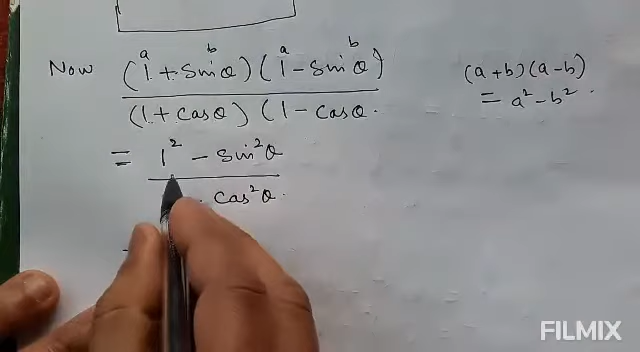 Now (1 + sinθ) (1 - sinθ)
a b a b
(1 + cosθ) (1 - cosθ.
(a+b)(a-b)
= a² - b².
= 1² - sin²θ
cos²θ.
FILMIX